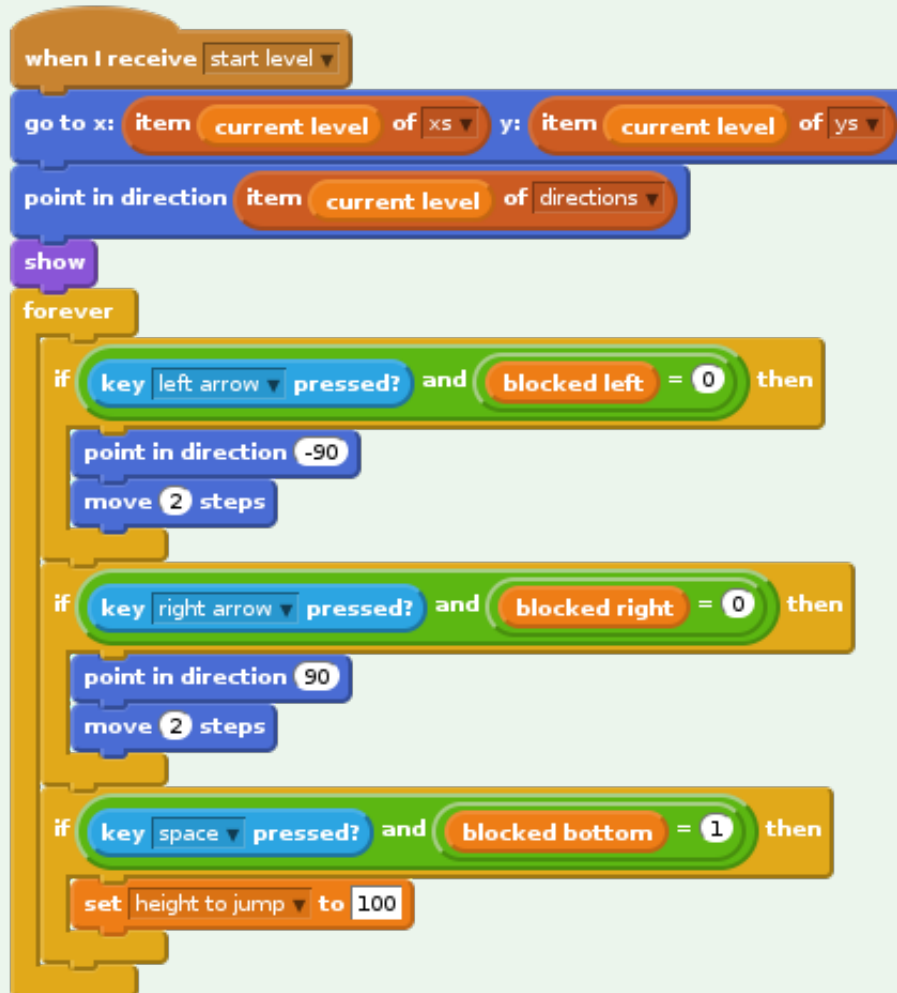 when I receive start level
go to x: item current level of xs y: item current level of ys
point in direction item current level of directions
show
forever
if key left arrow pressed? and blocked left = 0 then
point in direction -90
move 2 steps
if key right arrow pressed? and blocked right = 0 then
point in direction 90
move 2 steps
if key space pressed? and blocked bottom = 1 then
set height to jump to 100